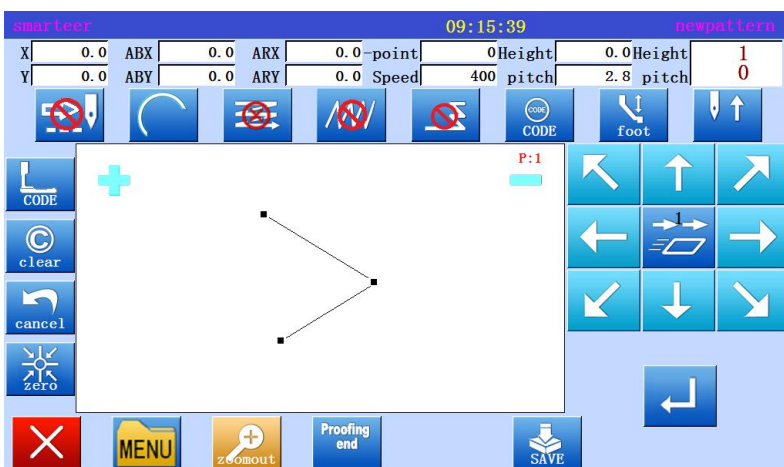 smarteer 09:15:39 newpattern
X 0.0 ABX 0.0 ARX 0.0 -point 0 Height 0.0 Height 1
Y 0.0 ABY 0.0 ARY 0.0 Speed 400 pitch 2.8 pitch 0
CODE
CODE
foot
P:1
CODE
1
clear
cancel
zero
MENU
zoomout
Proofing
end
SAVE